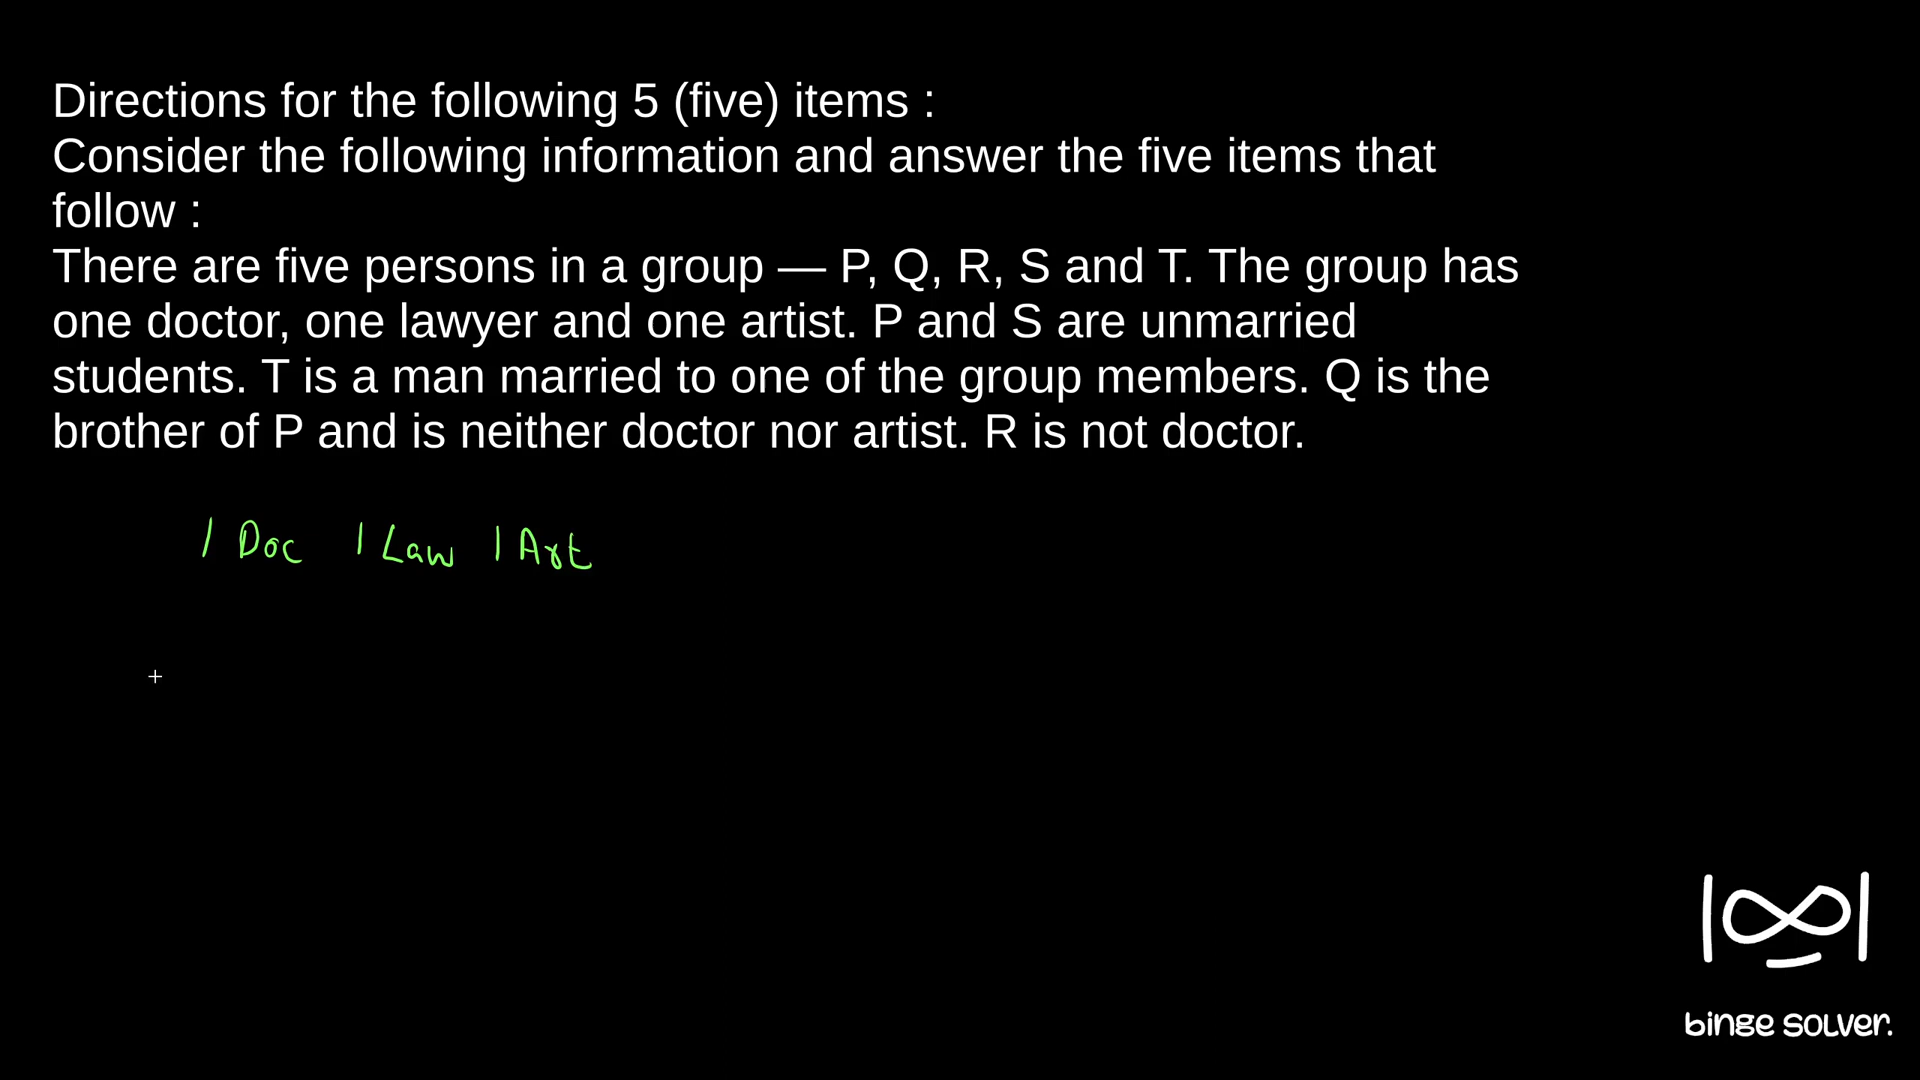 Directions for the following 5 (five) items :
Consider the following information and answer the five items that
follow :
There are five persons in a group — P, Q, R, S and T. The group has
one doctor, one lawyer and one artist. P and S are unmarried
students. T is a man married to one of the group members. Q is the
brother of P and is neither doctor nor artist. R is not doctor.
1 Doc 1 Law 1 Art
binge solver.